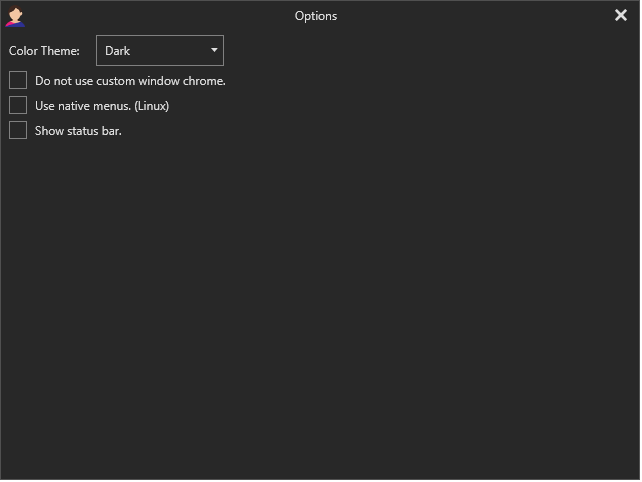 Options
Color Theme: Dark
Do not use custom window chrome.
Use native menus. (Linux)
Show status bar.